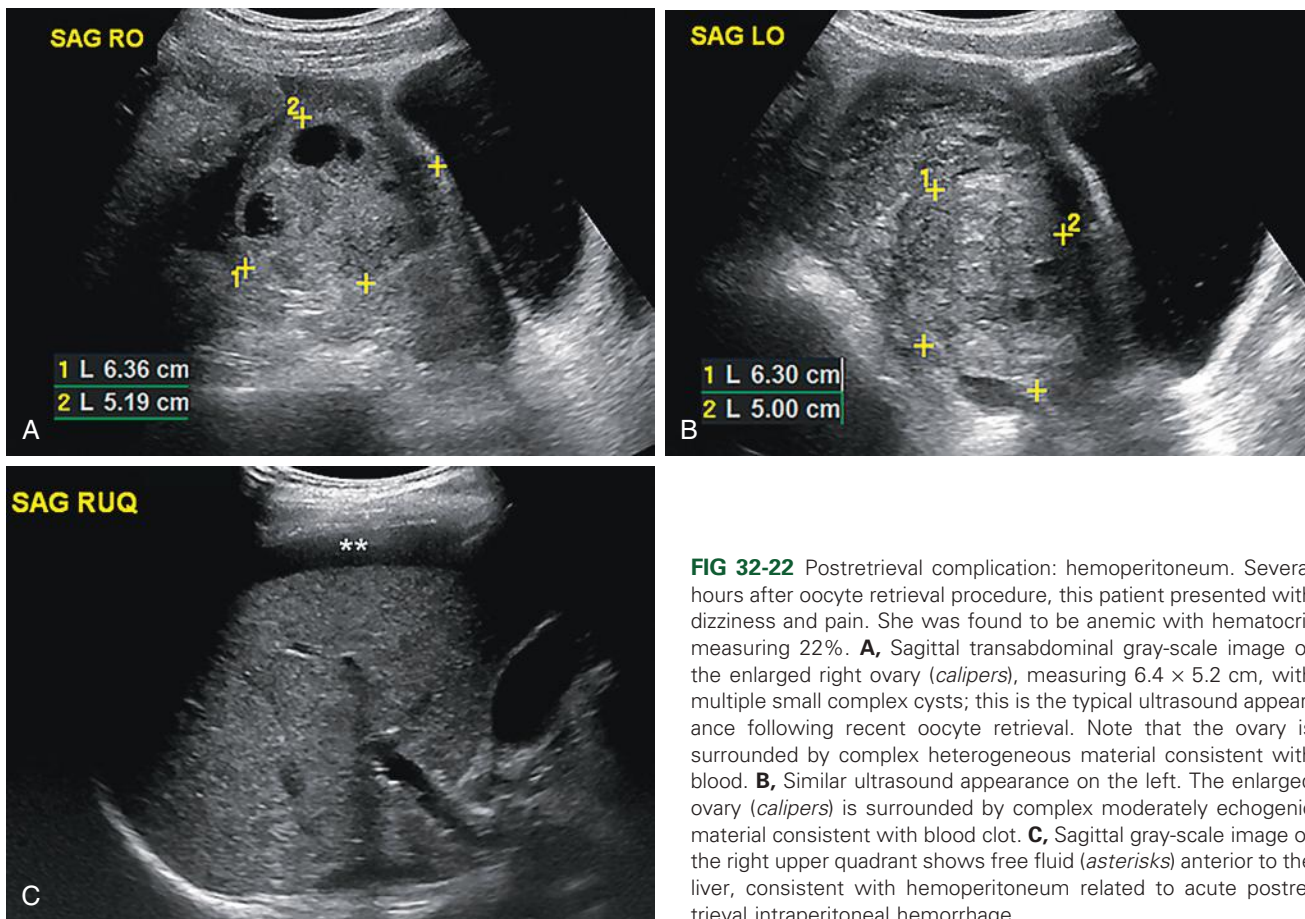 SAG RO
2
1
1 L 6.36 cm
2 L 5.19 cm
A
SAG LO
1
2
1 L 6.30 cm
2 L 5.00 cm
B
SAG RUQ
**
C
FIG 32-22 Postretrieval complication: hemoperitoneum. Severa
hours after oocyte retrieval procedure, this patient presented with
dizziness and pain. She was found to be anemic with hematocri
measuring 22%. A, Sagittal transabdominal gray-scale image o
the enlarged right ovary (calipers), measuring 6.4 × 5.2 cm, with
multiple small complex cysts; this is the typical ultrasound appear
ance following recent oocyte retrieval. Note that the ovary is
surrounded by complex heterogeneous material consistent with
blood. B, Similar ultrasound appearance on the left. The enlarged
ovary (calipers) is surrounded by complex moderately echogenic
material consistent with blood clot. C, Sagittal gray-scale image o
the right upper quadrant shows free fluid (asterisks) anterior to the
liver, consistent with hemoperitoneum related to acute postre
trieval intraperitoneal hemorrhage